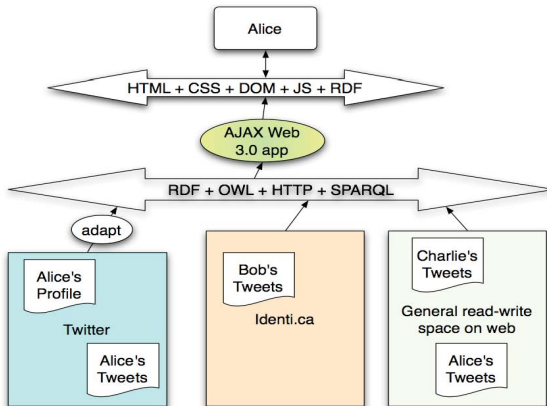 Alice
HTML + CSS + DOM + JS + RDF
AJAX Web
3.0 app
RDF + OWL + HTTP + SPARQL
adapt
Alice's
Profile
Twitter
Alice's
Tweets
Bob's
Tweets
Identi.ca
Charlie's
Tweets
General read-write
space on web
Alice's
Tweets